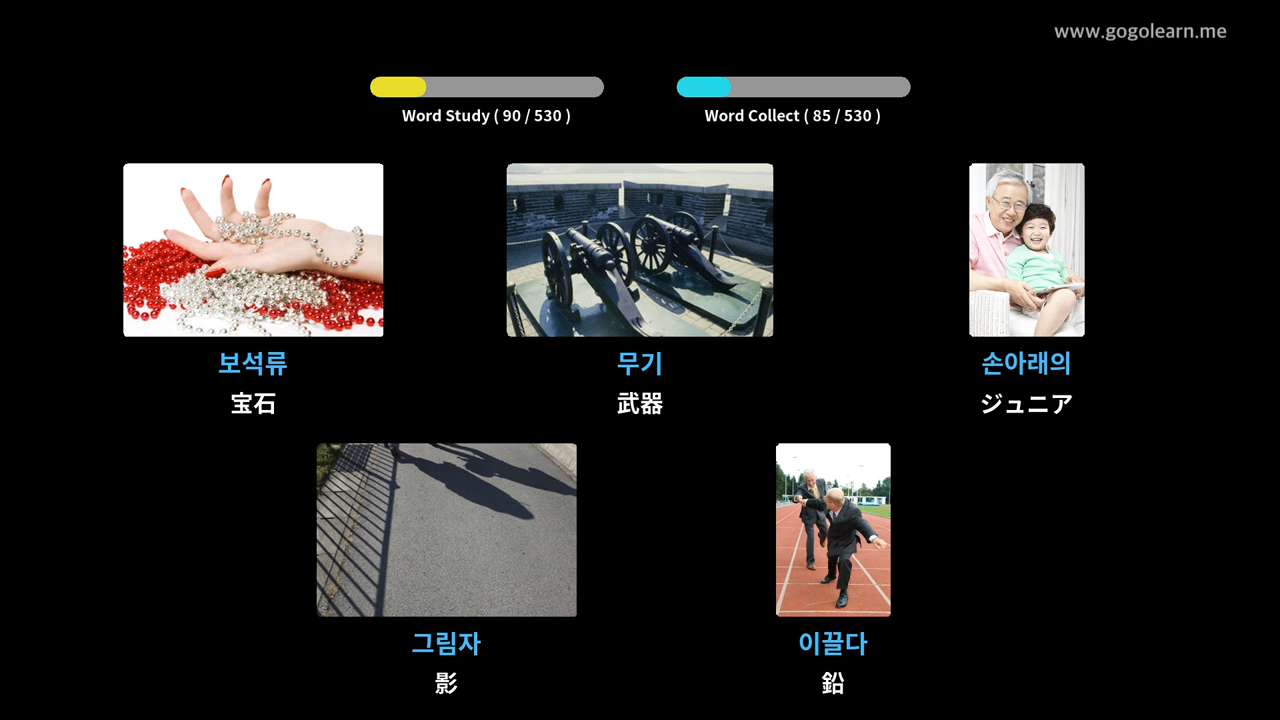 www.gogolearn.me
Word Study ( 90 / 530 )
Word Collect ( 85 / 530 )
보석류
宝石
무기
武器
손아래의
ジュニア
그림자
影
이끌다
鉛